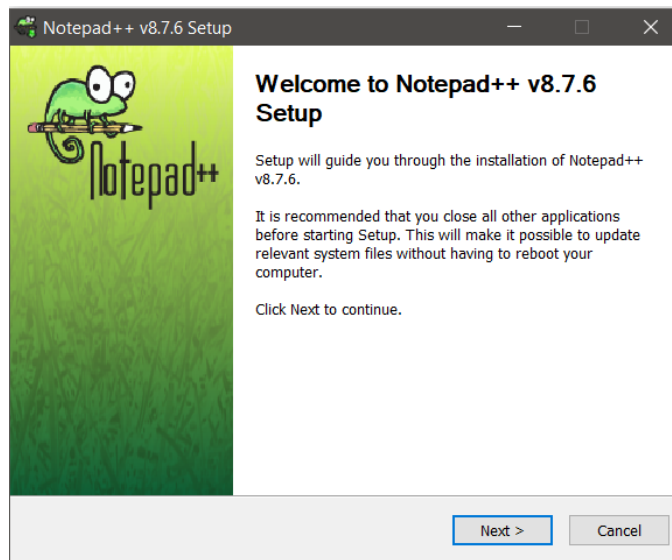 Notepad++ v8.7.6 Setup
Notepad++
Welcome to Notepad++ v8.7.6
Setup
Setup will guide you through the installation of Notepad++
v8.7.6.
It is recommended that you close all other applications
before starting Setup. This will make it possible to update
relevant system files without having to reboot your
computer.
Click Next to continue.
Next >
Cancel